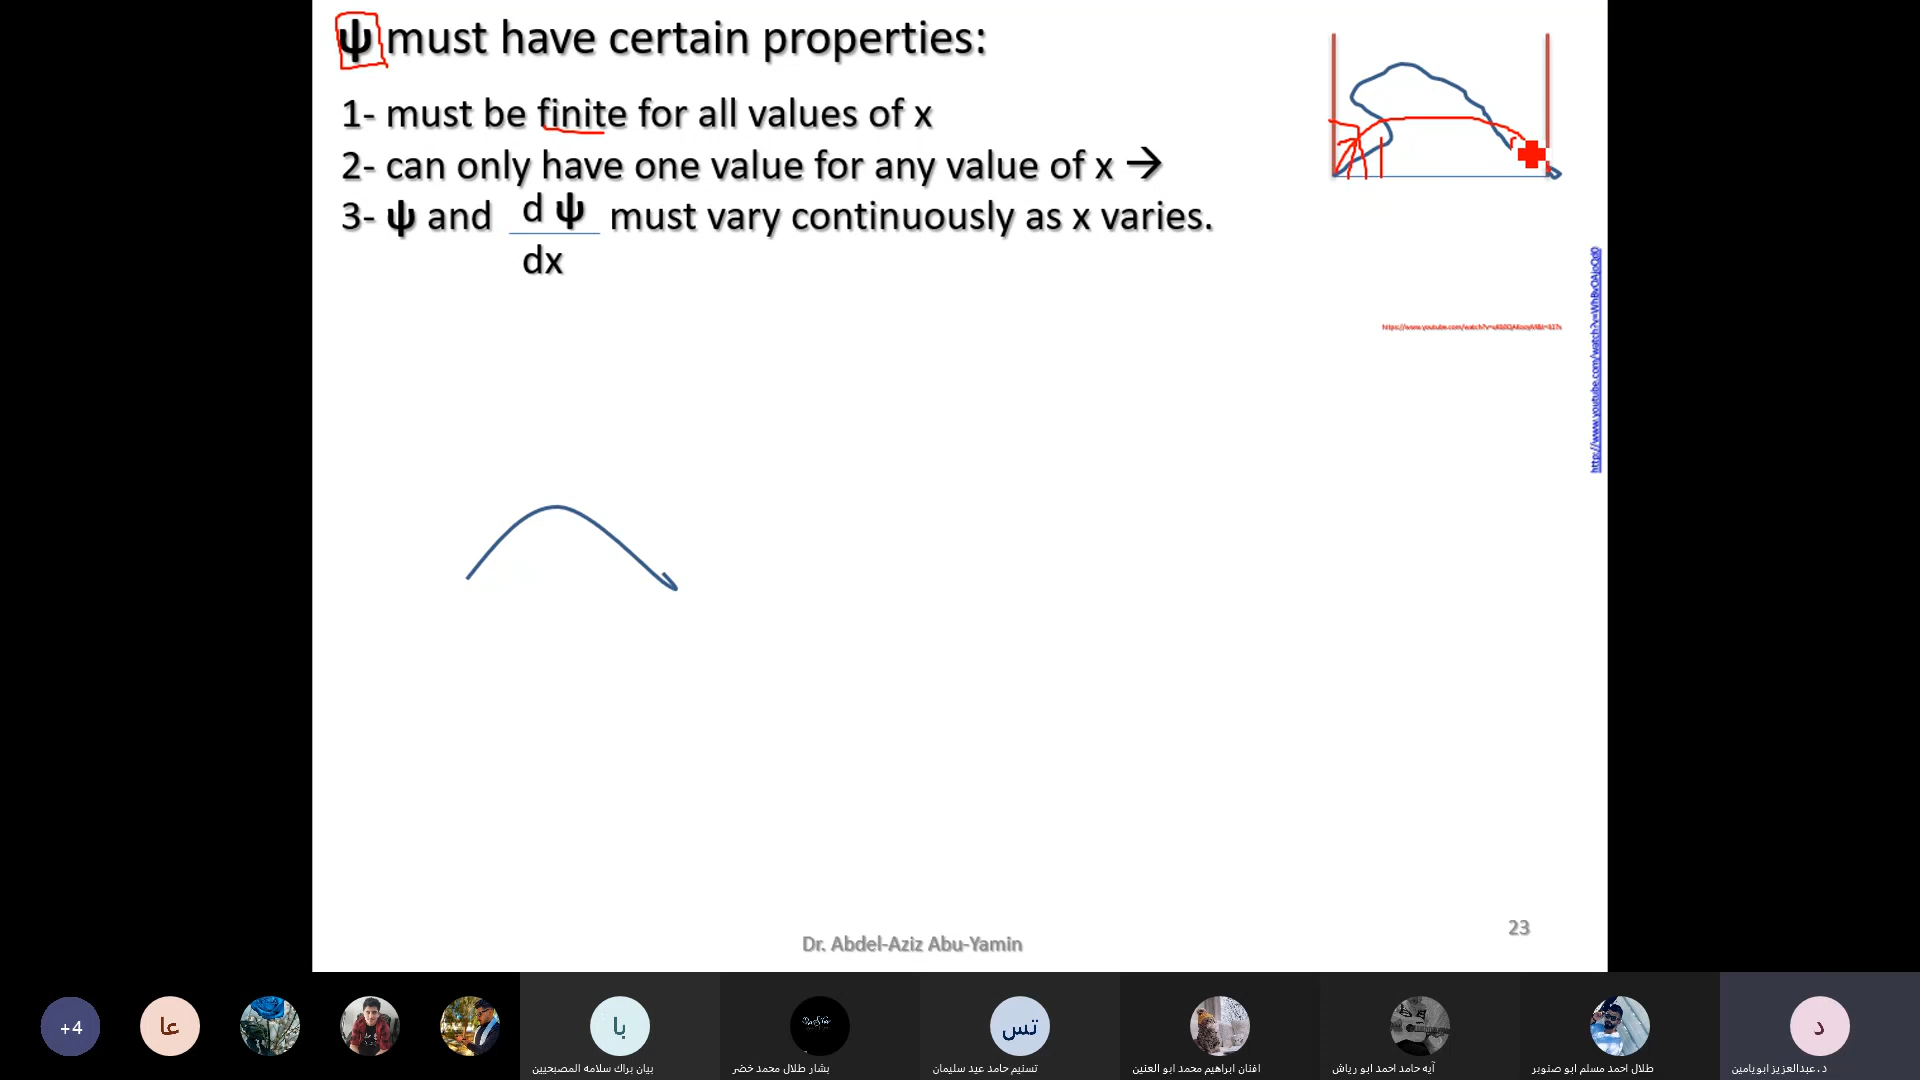 ψ must have certain properties:
1- must be finite for all values of x
2- can only have one value for any value of x →
3- ψ and d ψ must vary continuously as x varies.
dx
Dr. Abdel-Aziz Abu-Yamin
23
+4
عا
با
تس
د
بيان براك سلامه المصبحيين
بشار طلال محمد خضر
تسنيم حامد عيد سليمان
افنان ابراهيم محمد ابو العنين
آيه حامد احمد ابو رياش
طلال احمد مسلم ابو صنوبر
د.عبدالعزيز ابويامين